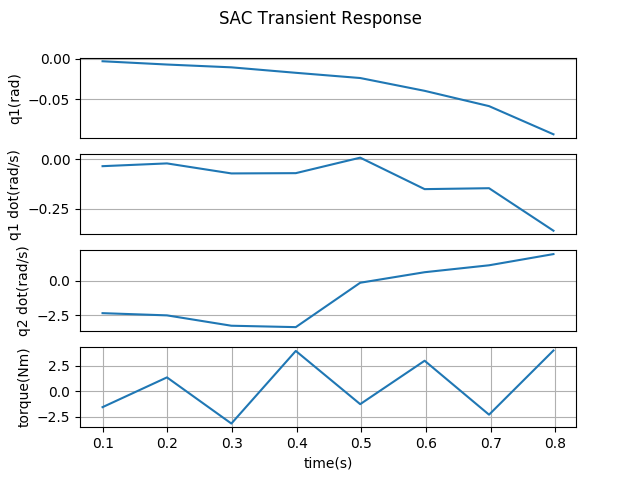 SAC Transient Response
q1(rad)
0.00
−0.05
q1 dot(rad/s)
0.00
−0.25
q2 dot(rad/s)
0.0
−2.5
torque(Nm)
2.5
0.0
−2.5
0.1 0.2 0.3 0.4 0.5 0.6 0.7 0.8
time(s)